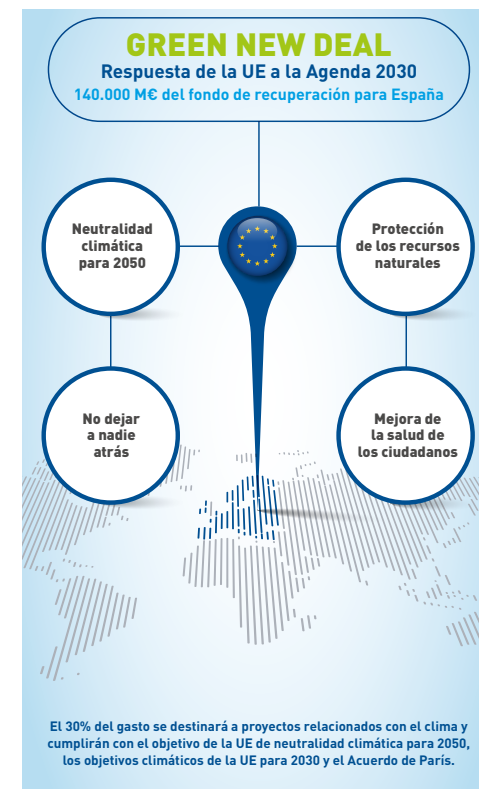 GREEN NEW DEAL
Respuesta de la UE a la Agenda 2030
140.000 M€ del fondo de recuperación para España
Neutralidad
climática
para 2050
Protección
de los recursos
naturales
No dejar
a nadie
atrás
Mejora de
la salud de
los ciudadanos
El 30% del gasto se destinará a proyectos relacionados con el clima y
cumplirán con el objetivo de la UE de neutralidad climática para 2050,
los objetivos climáticos de la UE para 2030 y el Acuerdo de París.